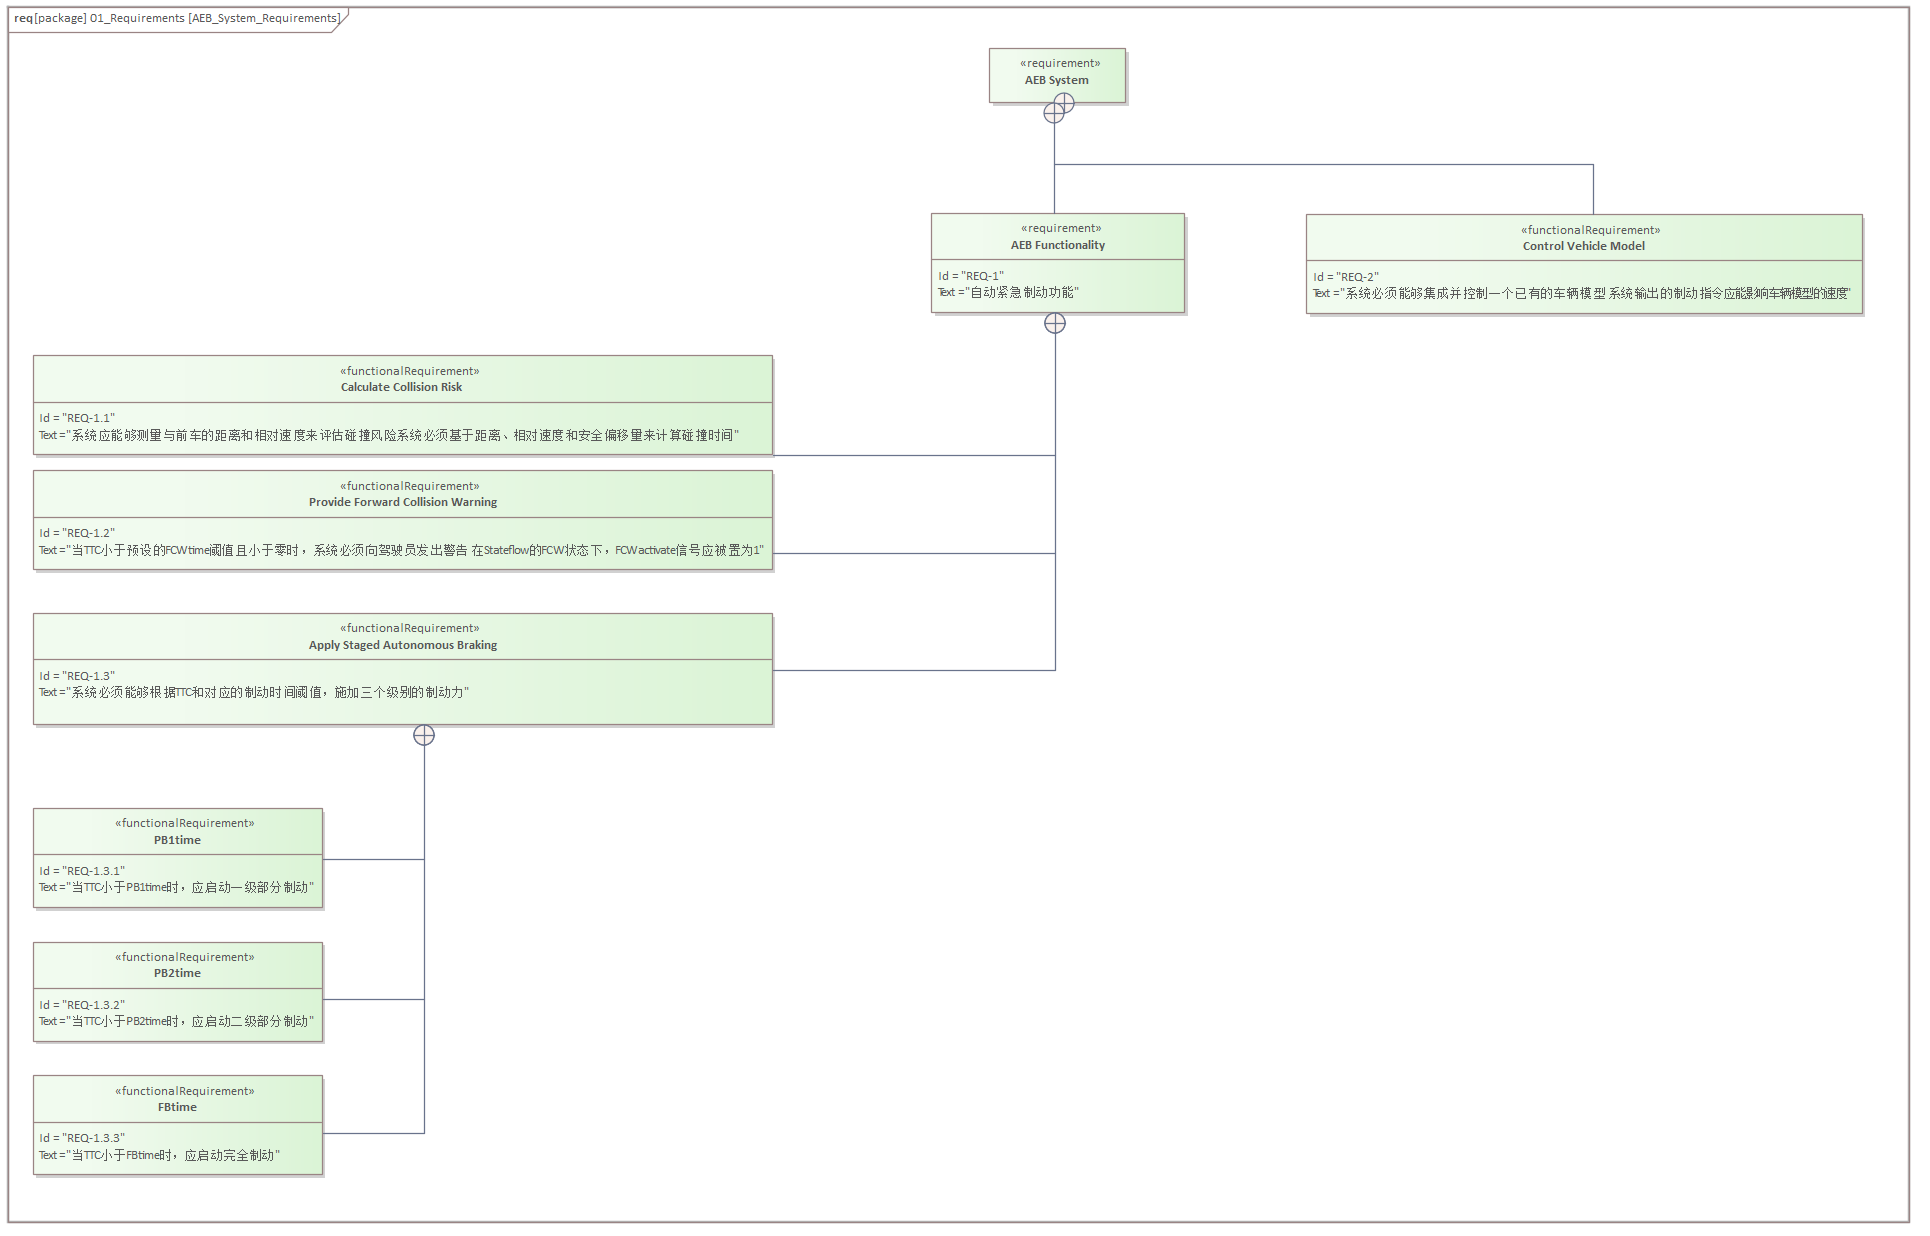 req [package] 01_Requirements [AEB_System_Requirements]
«requirement»
AEB System
«requirement»
AEB Functionality
Id = "REQ-1"
Text = "自动紧急制动功能"
«functionalRequirement»
Control Vehicle Model
Id = "REQ-2"
Text = "系统必须能够集成并控制一个已有的车辆模型 系统输出的制动指令应能影响车辆模型的速度"
«functionalRequirement»
Calculate Collision Risk
Id = "REQ-1.1"
Text = "系统应能够测量与前车的距离和相对速度来评估碰撞风险系统必须基于距离、相对速度和安全偏移量来计算碰撞时间"
«functionalRequirement»
Provide Forward Collision Warning
Id = "REQ-1.2"
Text = "当TTC小于预设的FCWtime阈值且小于零时，系统必须向驾驶员发出警告 在Stateflow的FCW状态下，FCWactivate信号应被置为1"
«functionalRequirement»
Apply Staged Autonomous Braking
Id = "REQ-1.3"
Text = "系统必须能够根据TTC和对应的制动时间阈值，施加三个级别的制动力"
«functionalRequirement»
PB1time
Id = "REQ-1.3.1"
Text = "当TTC小于PB1time时，应启动一级部分制动"
«functionalRequirement»
PB2time
Id = "REQ-1.3.2"
Text = "当TTC小于PB2time时，应启动二级部分制动"
«functionalRequirement»
FBtime
Id = "REQ-1.3.3"
Text = "当TTC小于FBtime时，应启动完全制动"